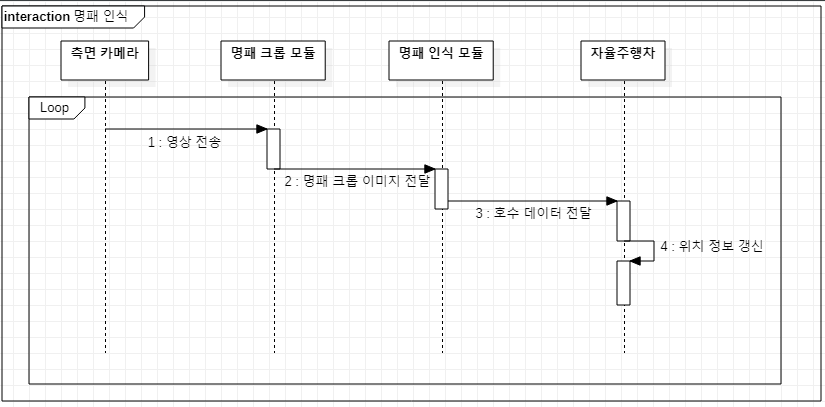 interaction 명패 인식
측면 카메라
명패 크롭 모듈
명패 인식 모듈
자율주행차
Loop
1 : 영상 전송
2 : 명패 크롭 이미지 전달
3 : 호수 데이터 전달
4 : 위치 정보 갱신